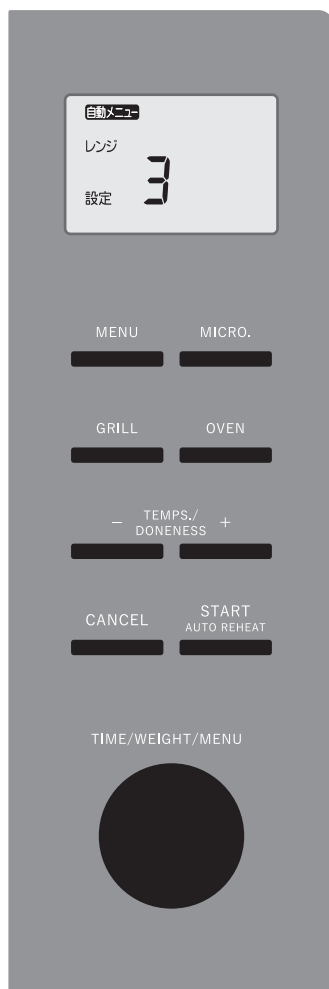 自動メニュー
レンジ
設定 3
MENU MICRO.
GRILL OVEN
− TEMPS./ +
DONENESS
CANCEL START
AUTO REHEAT
TIME/WEIGHT/MENU